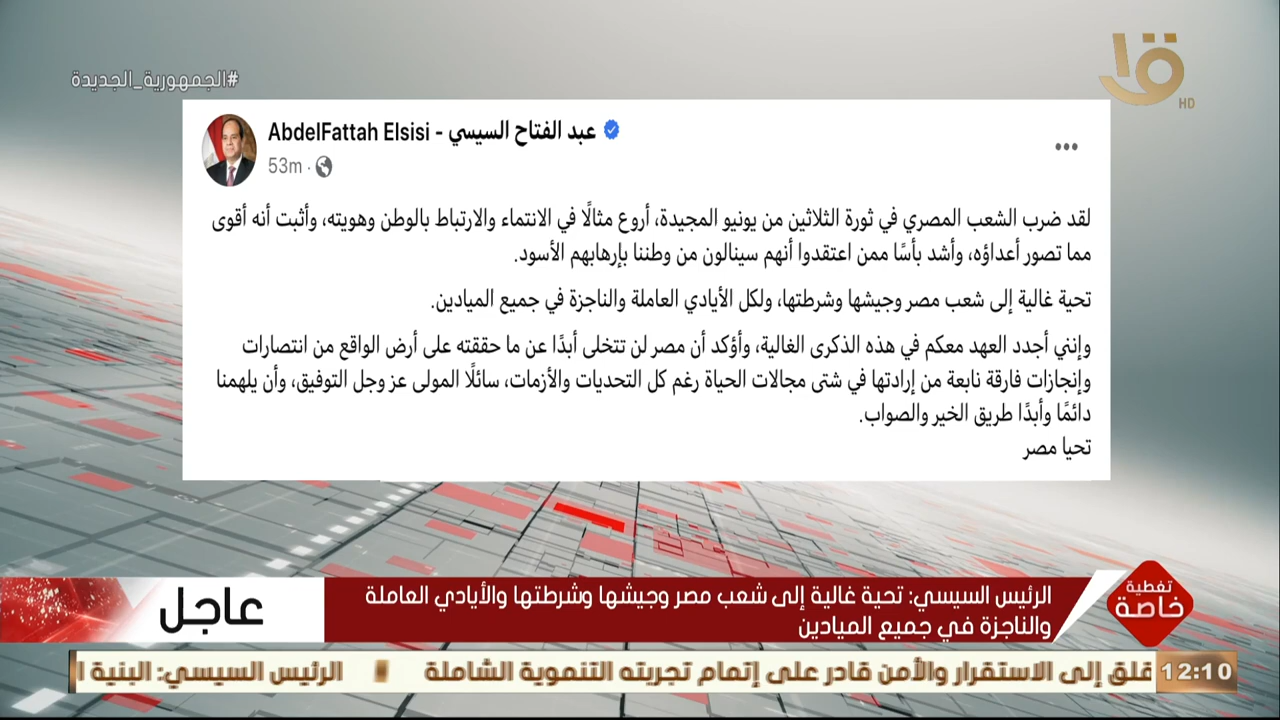 #الجمهورية_الجديدة
HD
AbdelFattah Elsisi - عبد الفتاح السيسي
53m ·
لقد ضرب الشعب المصري في ثورة الثلاثين من يونيو المجيدة، أروع مثالًا في الانتماء والارتباط بالوطن وهويته، وأثبت أنه أقوى
مما تصور أعداؤه، وأشد بأسًا ممن اعتقدوا أنهم سينالون من وطننا بإرهابهم الأسود.
تحية غالية إلى شعب مصر وجيشها وشرطتها، ولكل الأيادي العاملة والناجزة في جميع الميادين.
وإنني أجدد العهد معكم في هذه الذكرى الغالية، وأؤكد أن مصر لن تتخلى أبدًا عن ما حققته على أرض الواقع من انتصارات
وإنجازات فارقة نابعة من إرادتها في شتى مجالات الحياة رغم كل التحديات والأزمات، سائلًا المولى عز وجل التوفيق، وأن يلهمنا
دائمًا وأبدًا طريق الخير والصواب.
تحيا مصر
تغطية
خاصة
الرئيس السيسي: تحية غالية إلى شعب مصر وجيشها وشرطتها والأيادي العاملة
والناجزة في جميع الميادين
عاجل
12:10
قلق إلى الاستقرار والأمن قادر على إتمام تجربته التنموية الشاملة
الرئيس السيسي: البنية ا